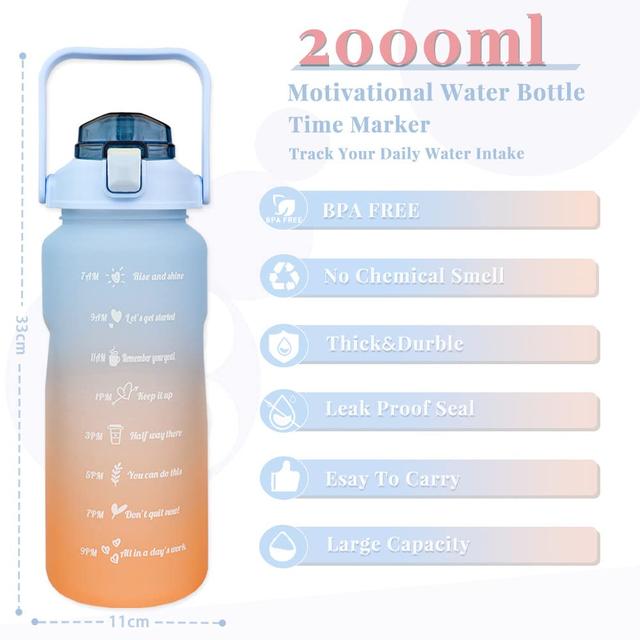 2000ml
Motivational Water Bottle
Time Marker
Track Your Daily Water Intake
BPA FREE
BPA FREE
No Chemical Smell
Thick&Durble
Leak Proof Seal
Esay To Carry
Large Capacity
7AM Rise and shine
9AM Let's get started
11AM Remember your goal
1PM Keep it up
3PM Half way there
5PM You can do this
7PM Don't quit now!
9PM All in a day's work
33cm
11cm